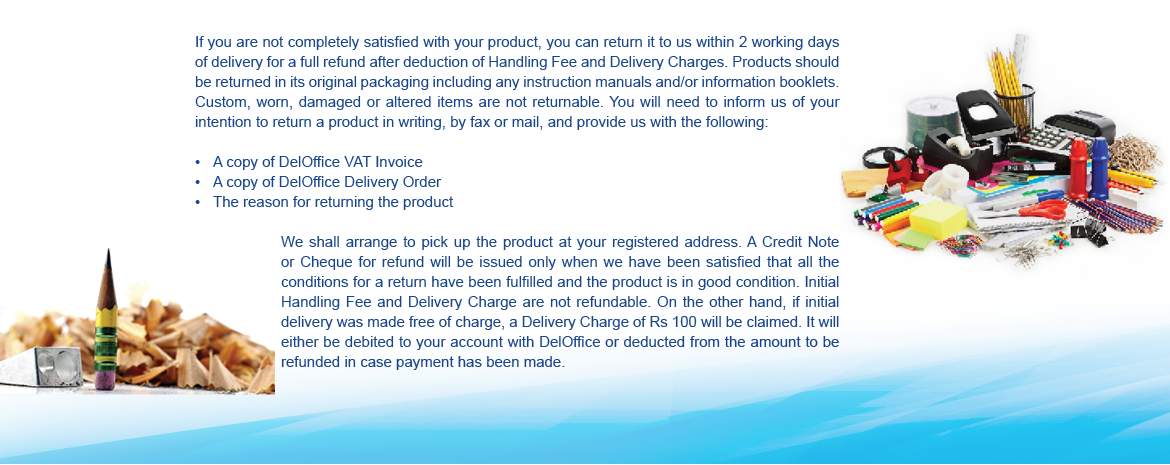 If you are not completely satisfied with your product, you can return it to us within 2 working days
of delivery for a full refund after deduction of Handling Fee and Delivery Charges. Products should
be returned in its original packaging including any instruction manuals and/or information booklets.
Custom, worn, damaged or altered items are not returnable. You will need to inform us of your
intention to return a product in writing, by fax or mail, and provide us with the following:
• A copy of DelOffice VAT Invoice
• A copy of DelOffice Delivery Order
• The reason for returning the product
We shall arrange to pick up the product at your registered address. A Credit Note
or Cheque for refund will be issued only when we have been satisfied that all the
conditions for a return have been fulfilled and the product is in good condition. Initial
Handling Fee and Delivery Charge are not refundable. On the other hand, if initial
delivery was made free of charge, a Delivery Charge of Rs 100 will be claimed. It will
either be debited to your account with DelOffice or deducted from the amount to be
refunded in case payment has been made.